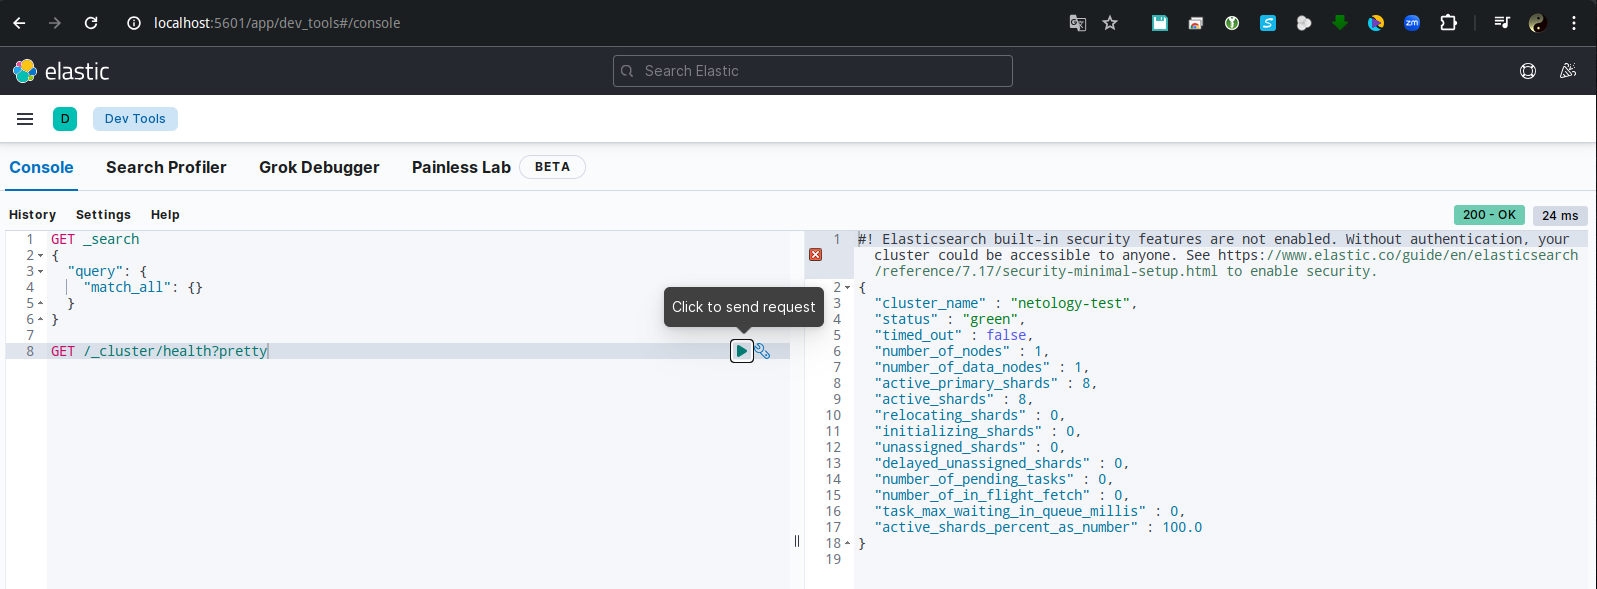 localhost:5601/app/dev_tools#/console
elastic
Search Elastic
D
Dev Tools
Console
Search Profiler
Grok Debugger
Painless Lab
BETA
History
Settings
Help
200 - OK
24 ms
1 GET _search
2 {
3 "query": {
4 "match_all": {}
5 }
6 }
7
8 GET /_cluster/health?pretty
Click to send request
1 #! Elasticsearch built-in security features are not enabled. Without authentication, your
cluster could be accessible to anyone. See https://www.elastic.co/guide/en/elasticsearch
/reference/7.17/security-minimal-setup.html to enable security.
2 {
3 "cluster_name" : "netology-test",
4 "status" : "green",
5 "timed_out" : false,
6 "number_of_nodes" : 1,
7 "number_of_data_nodes" : 1,
8 "active_primary_shards" : 8,
9 "active_shards" : 8,
10 "relocating_shards" : 0,
11 "initializing_shards" : 0,
12 "unassigned_shards" : 0,
13 "delayed_unassigned_shards" : 0,
14 "number_of_pending_tasks" : 0,
15 "number_of_in_flight_fetch" : 0,
16 "task_max_waiting_in_queue_millis" : 0,
17 "active_shards_percent_as_number" : 100.0
18 }
19